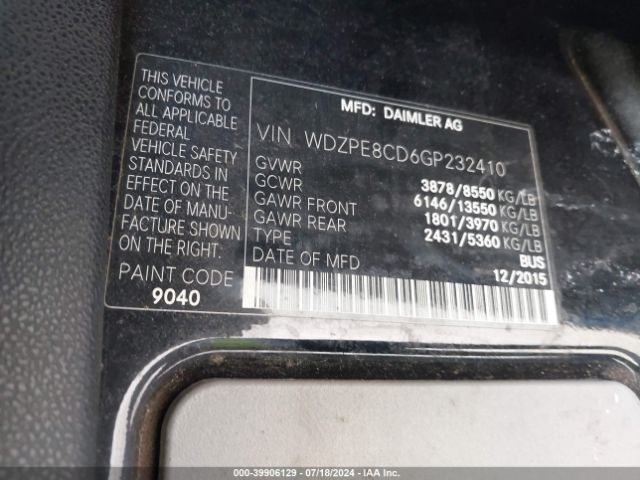 THIS VEHICLE
CONFORMS TO
ALL APPLICABLE
FEDERAL
VEHICLE SAFETY
STANDARDS IN
EFFECT ON THE
DATE OF MANU-
FACTURE SHOWN
ON THE RIGHT.
PAINT CODE
9040
MFD: DAIMLER AG
VIN WDZPE8CD6GP232410
GVWR 3878/8550 KG/LB
GCWR 6146/13550 KG/LB
GAWR FRONT 1801/3970 KG/LB
GAWR REAR 2431/5360 KG/LB
TYPE BUS
DATE OF MFD 12/2015
000-39906129 - 07/18/2024 - IAA Inc.